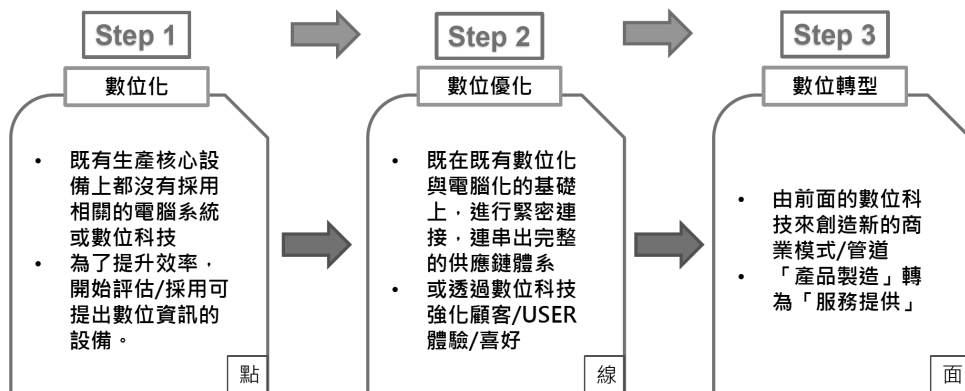 Step 1
數位化
• 既有生產核心設
備上都沒有採用
相關的電腦系統
或數位科技
• 為了提升效率，
開始評估/採用可
提出數位資訊的
設備。
點
Step 2
數位優化
• 既在既有數位化
與電腦化的基礎
上，進行緊密連
接，連串出完整
的供應鏈體系
• 或透過數位科技
強化顧客/USER
體驗/喜好
線
Step 3
數位轉型
• 由前面的數位科
技來創造新的商
業模式/管道
• 「產品製造」轉
為「服務提供」
面